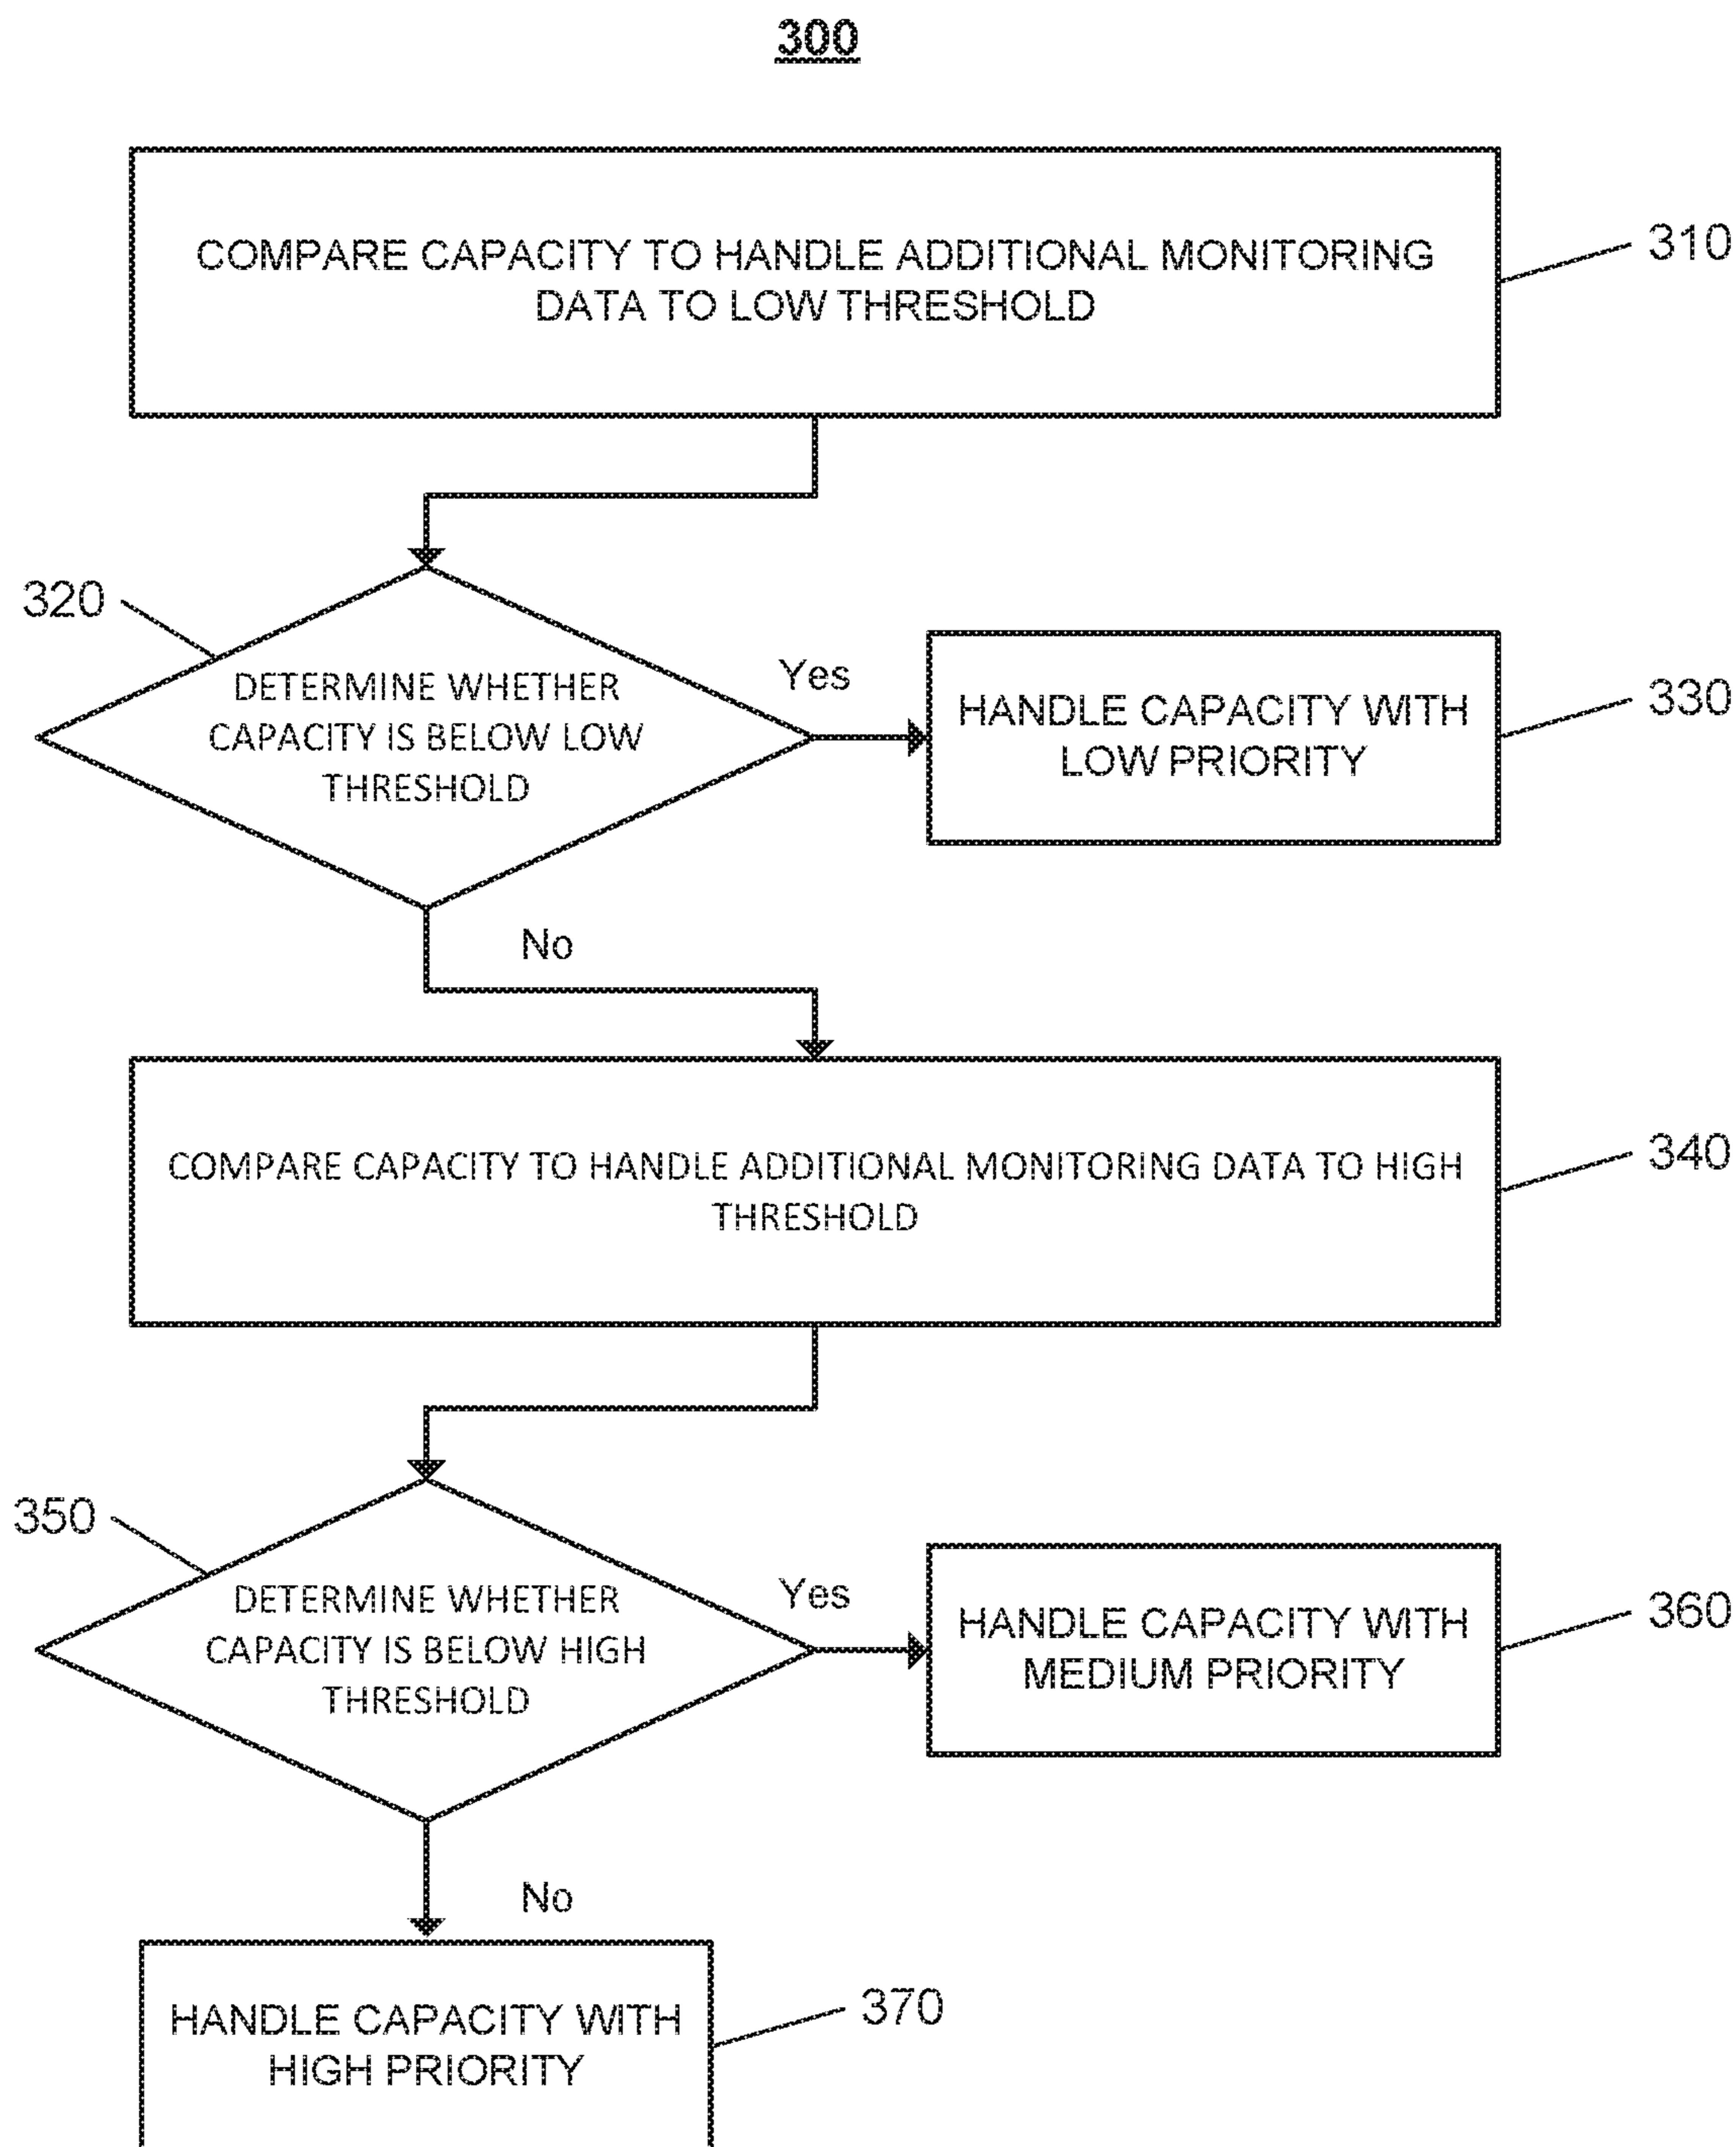 300
COMPARE CAPACITY TO HANDLE ADDITIONAL MONITORING
DATA TO LOW THRESHOLD
310
320
DETERMINE WHETHER
CAPACITY IS BELOW LOW
THRESHOLD
Yes
HANDLE CAPACITY WITH
LOW PRIORITY
330
No
COMPARE CAPACITY TO HANDLE ADDITIONAL MONITORING DATA TO HIGH
THRESHOLD
340
350
DETERMINE WHETHER
CAPACITY IS BELOW HIGH
THRESHOLD
Yes
HANDLE CAPACITY WITH
MEDIUM PRIORITY
360
No
HANDLE CAPACITY WITH
HIGH PRIORITY
370